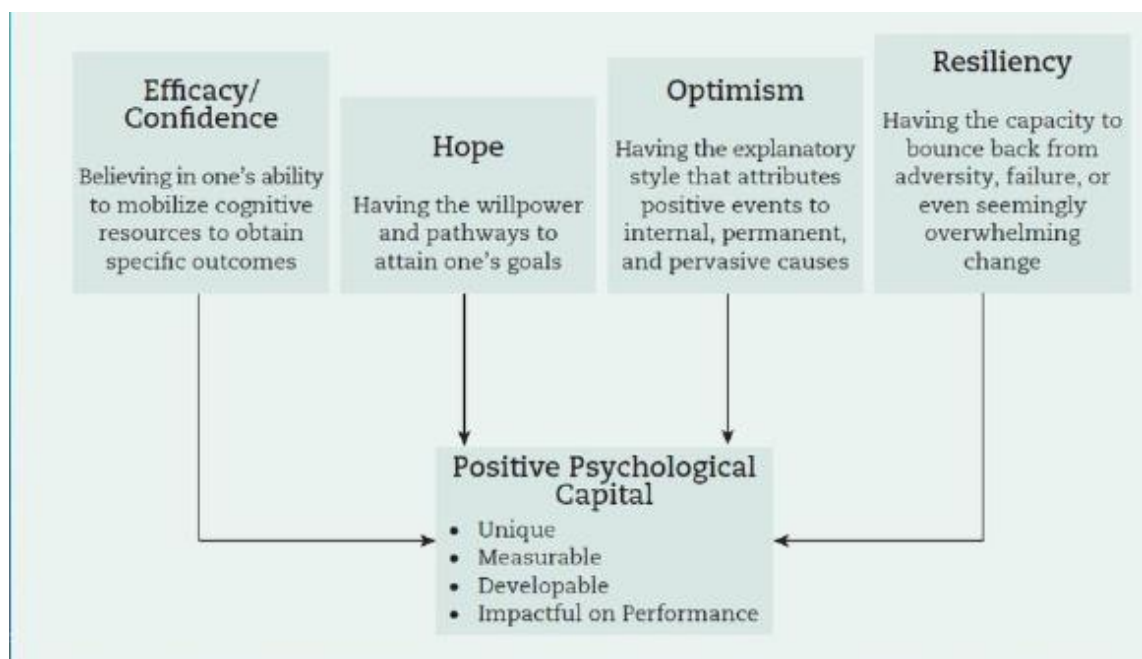 Efficacy/
Confidence
Believing in one's ability
to mobilize cognitive
resources to obtain
specific outcomes
Hope
Having the willpower
and pathways to
attain one's goals
Optimism
Having the explanatory
style that attributes
positive events to
internal, permanent,
and pervasive causes
Resiliency
Having the capacity to
bounce back from
adversity, failure, or
even seemingly
overwhelming
change
Positive Psychological
Capital
• Unique
• Measurable
• Developable
• Impactful on Performance